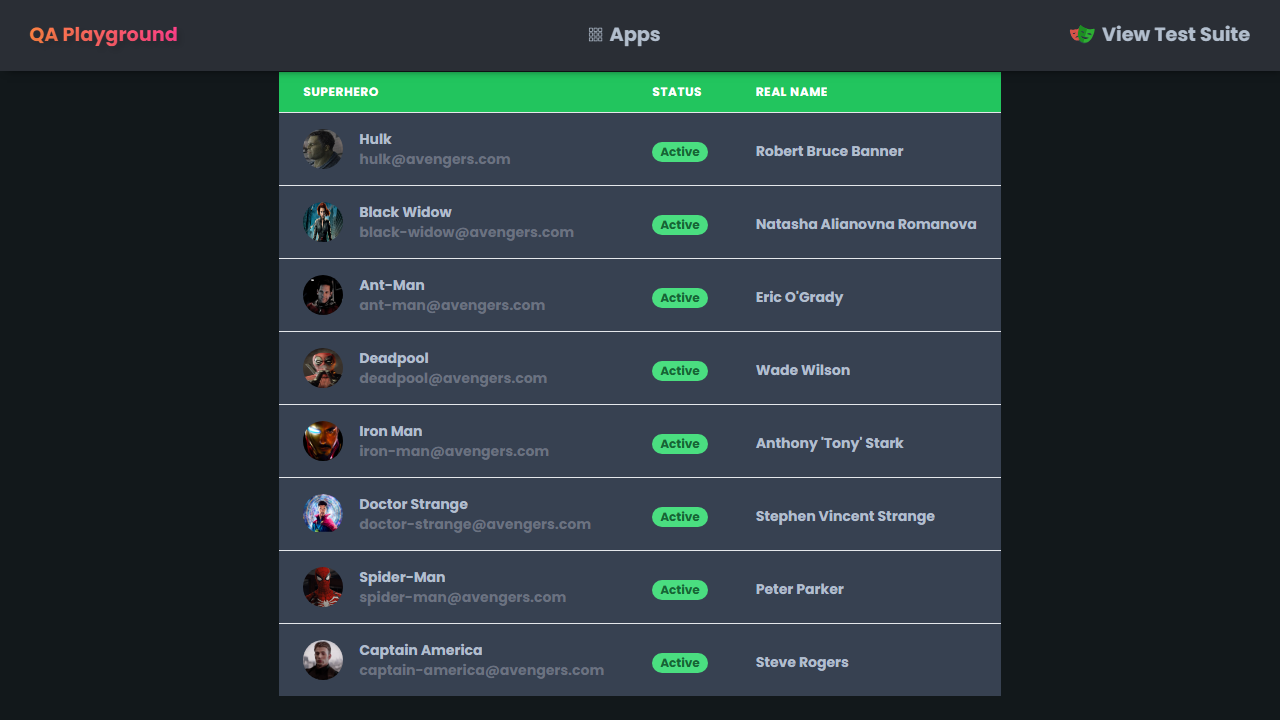 QA Playground
Apps
View Test Suite
SUPERHERO STATUS REAL NAME
Hulk
hulk@avengers.com
Active
Robert Bruce Banner
Black Widow
black-widow@avengers.com
Active
Natasha Alianovna Romanova
Ant-Man
ant-man@avengers.com
Active
Eric O'Grady
Deadpool
deadpool@avengers.com
Active
Wade Wilson
Iron Man
iron-man@avengers.com
Active
Anthony 'Tony' Stark
Doctor Strange
doctor-strange@avengers.com
Active
Stephen Vincent Strange
Spider-Man
spider-man@avengers.com
Active
Peter Parker
Captain America
captain-america@avengers.com
Active
Steve Rogers